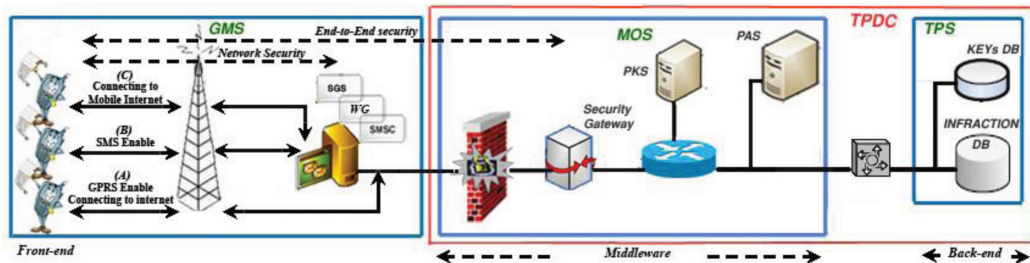 GMS
End-to-End security
Network Security
(C)
Connecting to
Mobile Internet
(B)
SMS Enable
(A)
GPRS Enable
Connecting to internet
SGS
WG
SMSC
Front-end
MOS
PKS
PAS
Security
Gateway
TPDC
TPS
KEYs DB
INFRACTION
DB
Middleware
Back-end